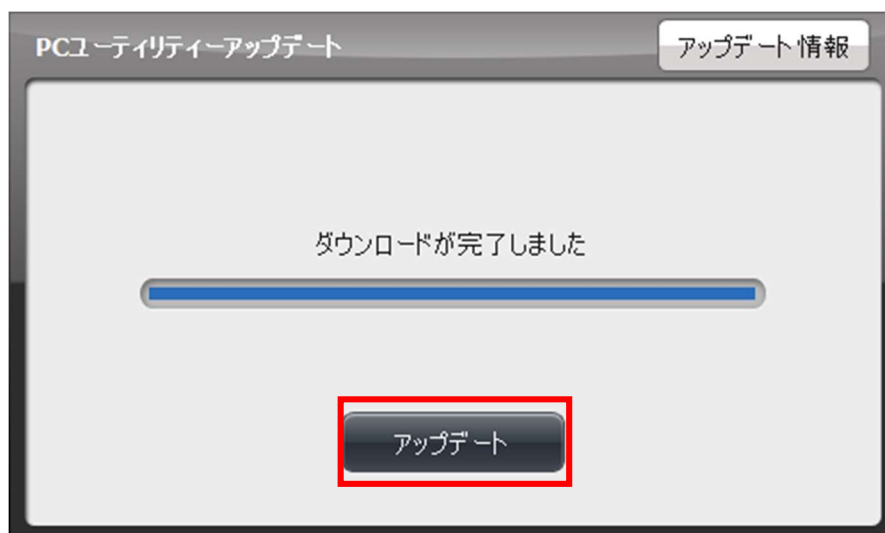 PCユーティリティーアップデート
アップデート情報
ダウンロードが完了しました
アップデート